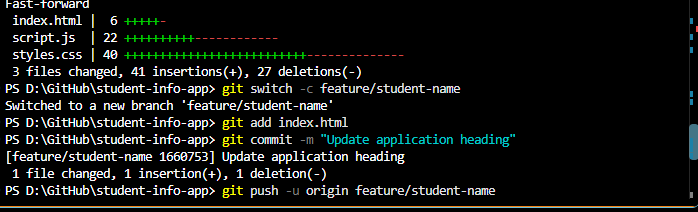 Fast-forward
index.html | 6 +++++-
script.js | 22 ++++++++++------------
styles.css | 40 ++++++++++++++++++++++++++--------------
3 files changed, 41 insertions(+), 27 deletions(-)
PS D:\GitHub\student-info-app> git switch -c feature/student-name
Switched to a new branch 'feature/student-name'
PS D:\GitHub\student-info-app> git add index.html
PS D:\GitHub\student-info-app> git commit -m "Update application heading"
[feature/student-name 1660753] Update application heading
1 file changed, 1 insertion(+), 1 deletion(-)
PS D:\GitHub\student-info-app> git push -u origin feature/student-name